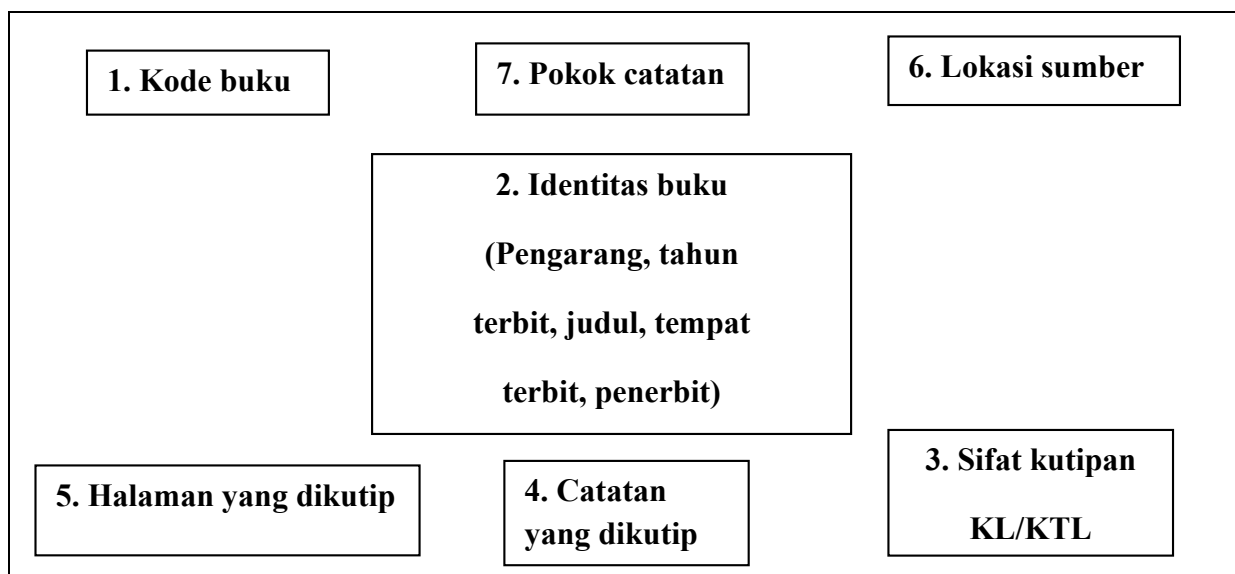 1. Kode buku
7. Pokok catatan
6. Lokasi sumber
2. Identitas buku
(Pengarang, tahun
terbit, judul, tempat
terbit, penerbit)
5. Halaman yang dikutip
4. Catatan
yang dikutip
3. Sifat kutipan
KL/KTL